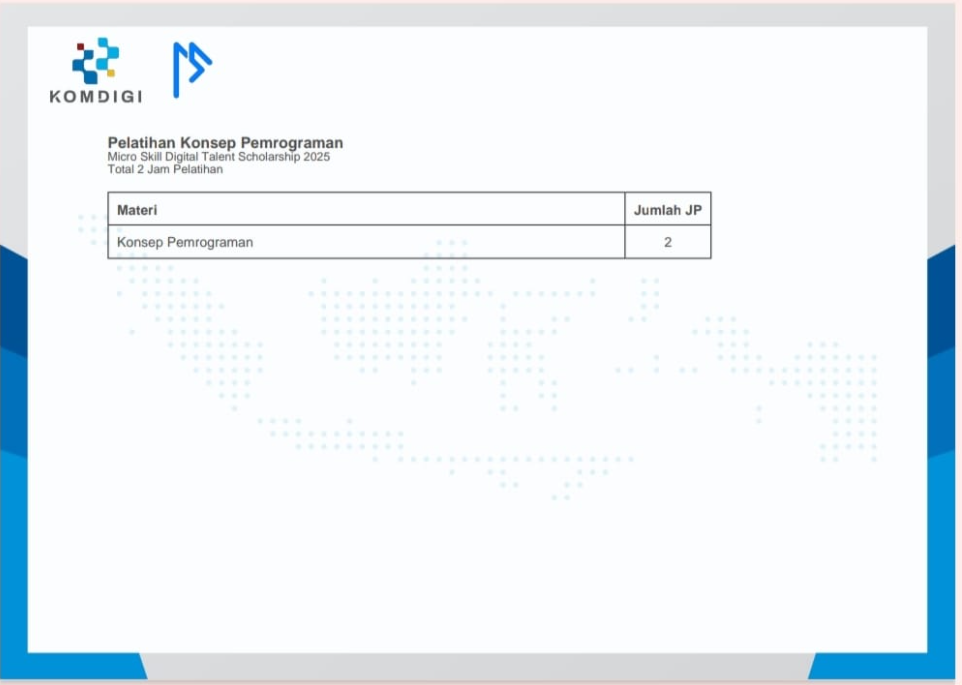 KOMDIGI
Pelatihan Konsep Pemrograman
Micro Skill Digital Talent Scholarship 2025
Total 2 Jam Pelatihan
Materi Jumlah JP
Konsep Pemrograman 2